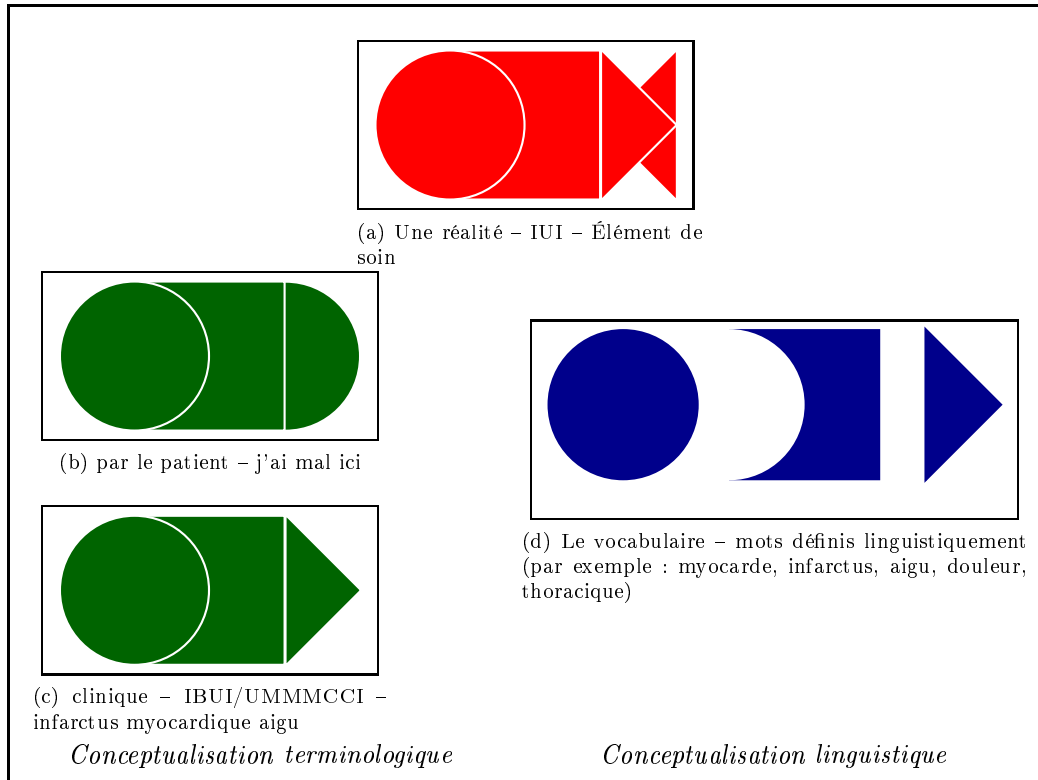 (a) Une réalité – IUI – Élément de
soin
(b) par le patient – j'ai mal ici
(c) clinique – IBUI/UMMMCCI –
infarctus myocardique aigu
(d) Le vocabulaire – mots définis linguistiquement
(par exemple : myocarde, infarctus, aigu, douleur,
thoracique)
Conceptualisation terminologique
Conceptualisation linguistique